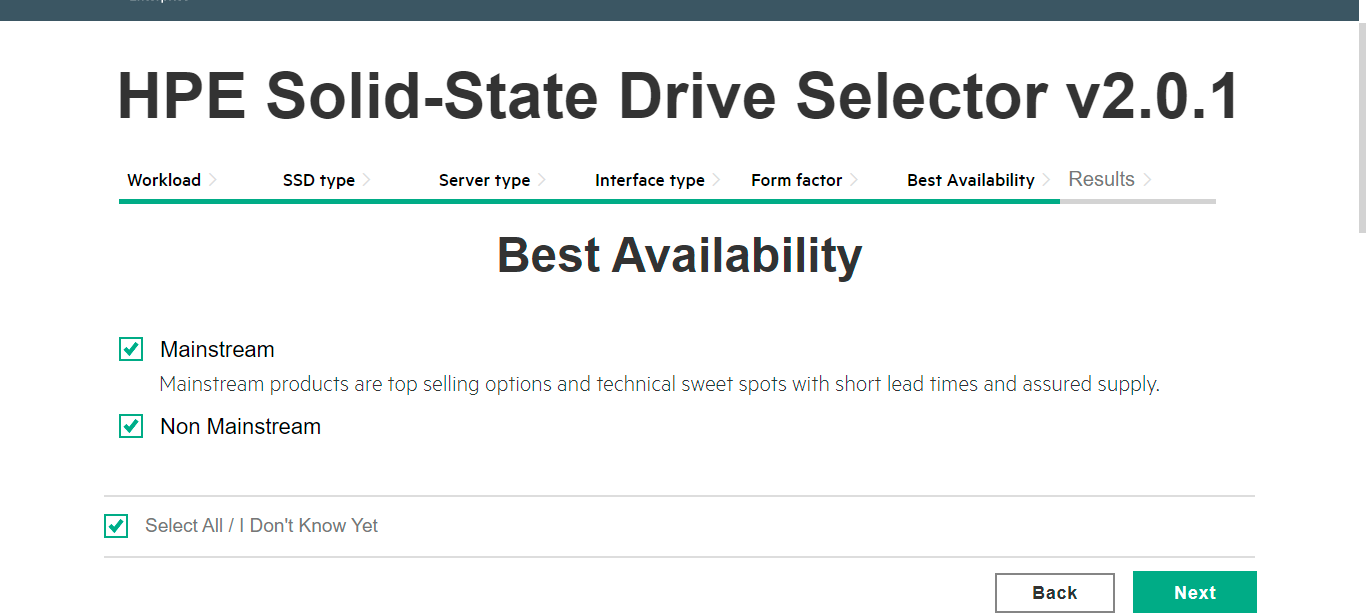 HPE Solid-State Drive Selector v2.0.1
Workload SSD type Server type Interface type Form factor Best Availability Results
Best Availability
Mainstream
Mainstream products are top selling options and technical sweet spots with short lead times and assured supply.
Non Mainstream
Select All / I Don't Know Yet
Back Next